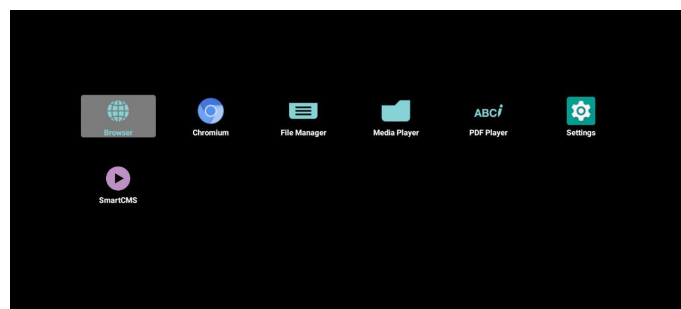 Browser
Chromium
File Manager
Media Player
ABCi
PDF Player
Settings
SmartCMS